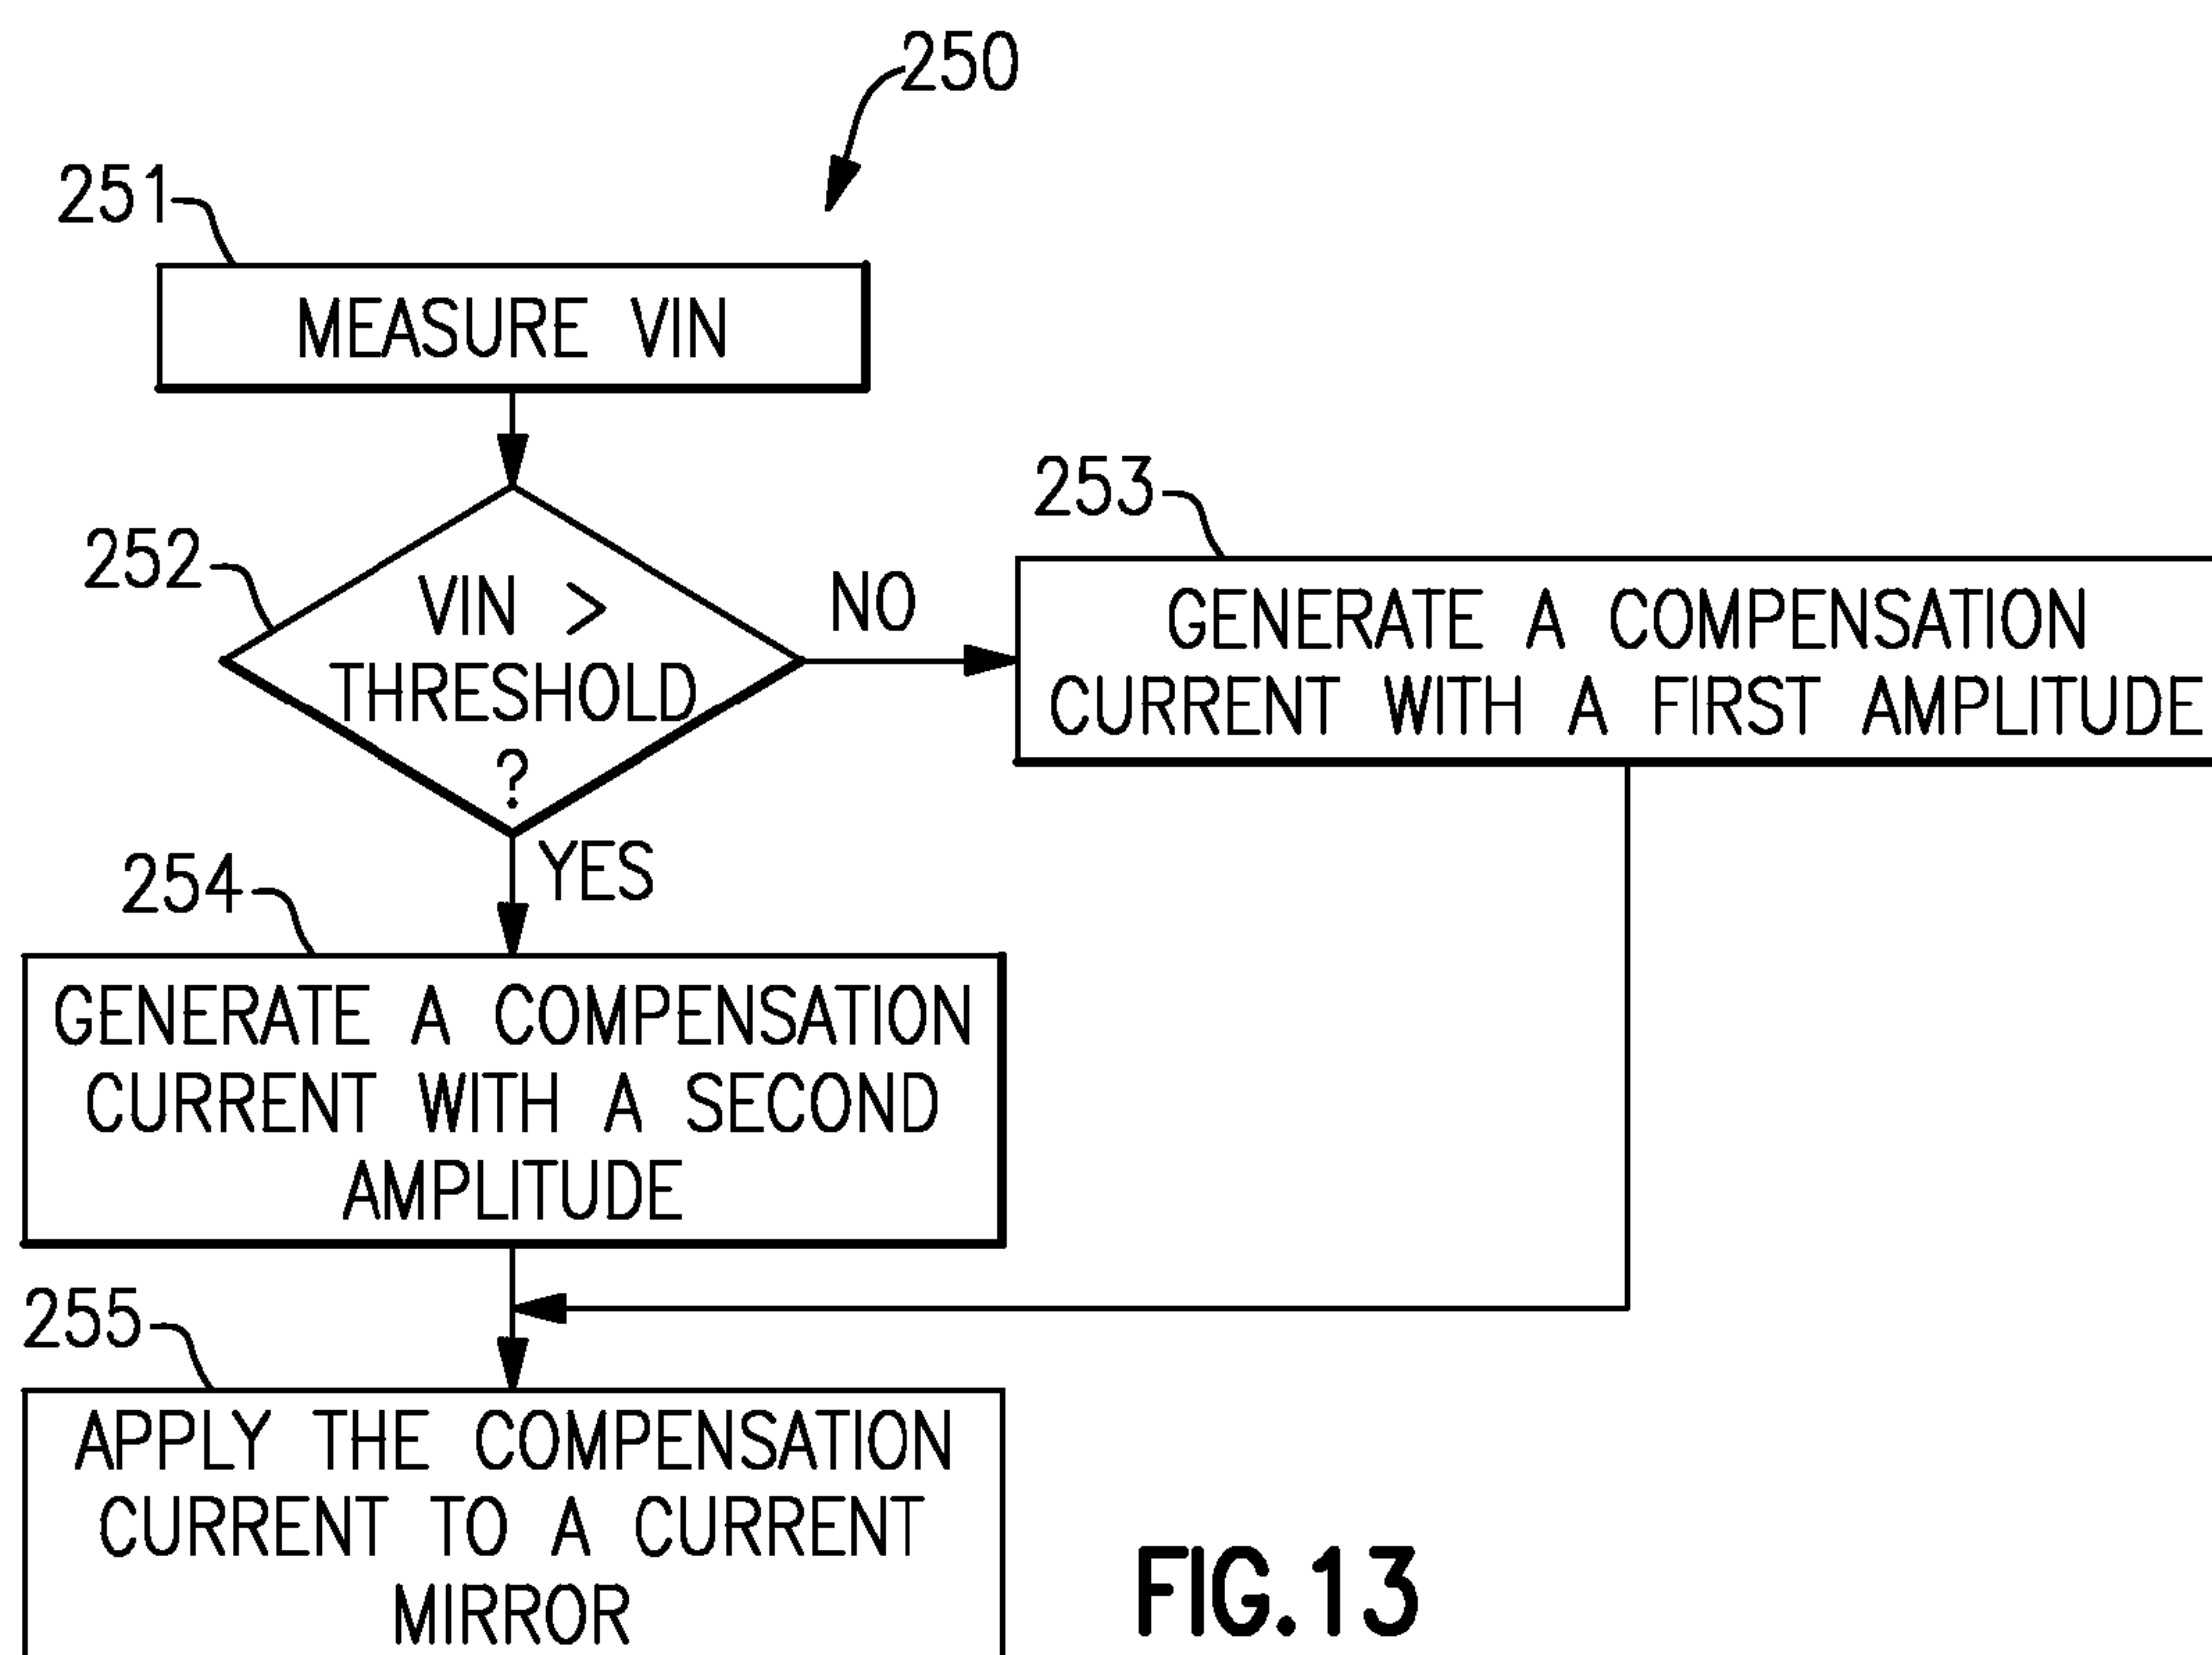 250
251
MEASURE VIN
252
VIN >
THRESHOLD
?
NO
YES
253
GENERATE A COMPENSATION
CURRENT WITH A FIRST AMPLITUDE
254
GENERATE A COMPENSATION
CURRENT WITH A SECOND
AMPLITUDE
255
APPLY THE COMPENSATION
CURRENT TO A CURRENT
MIRROR
FIG.13